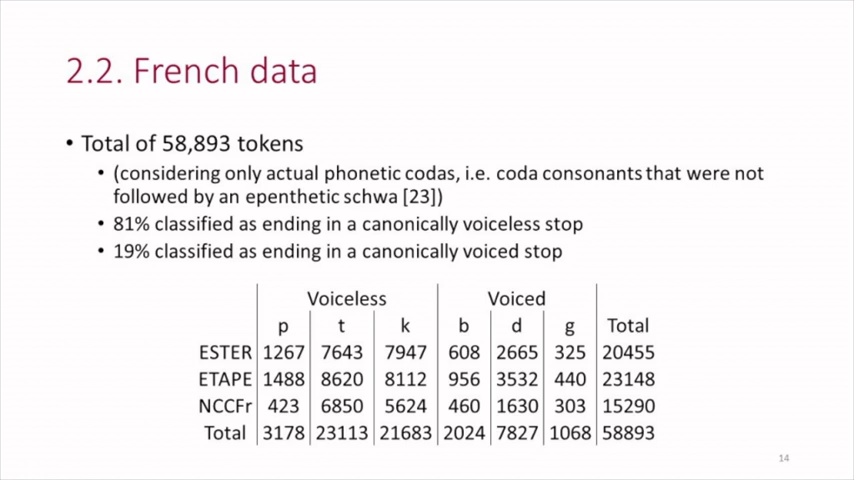 2.2. French data
• Total of 58,893 tokens
• (considering only actual phonetic codas, i.e. coda consonants that were not
followed by an epenthetic schwa [23])
• 81% classified as ending in a canonically voiceless stop
• 19% classified as ending in a canonically voiced stop
Voiceless Voiced
p t k b d g Total
ESTER 1267 7643 7947 608 2665 325 20455
ETAPE 1488 8620 8112 956 3532 440 23148
NCCFr 423 6850 5624 460 1630 303 15290
Total 3178 23113 21683 2024 7827 1068 58893
14